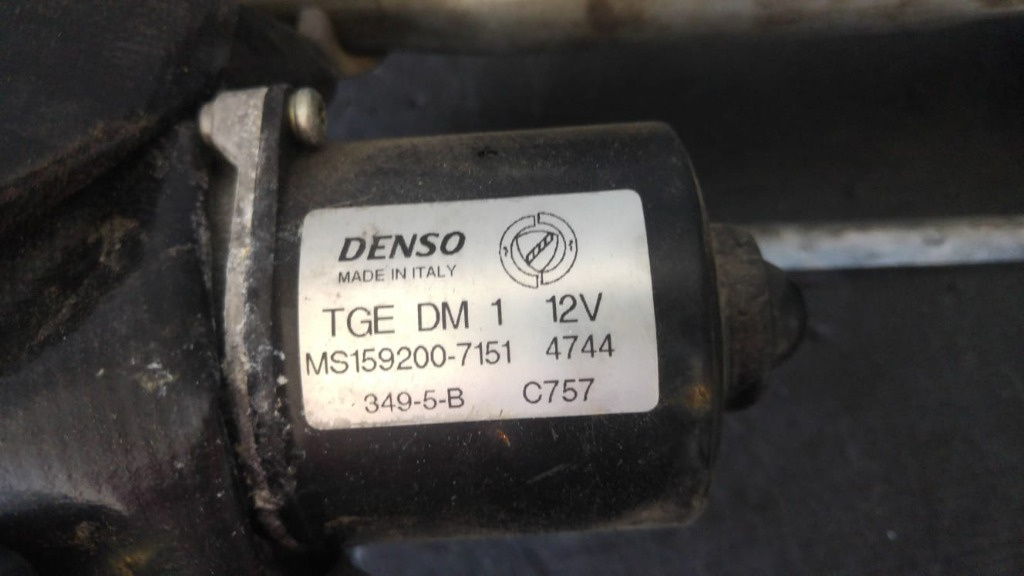 DENSO
MADE IN ITALY
TGE DM 1 12V
MS159200-7151 4744
349-5-B C757